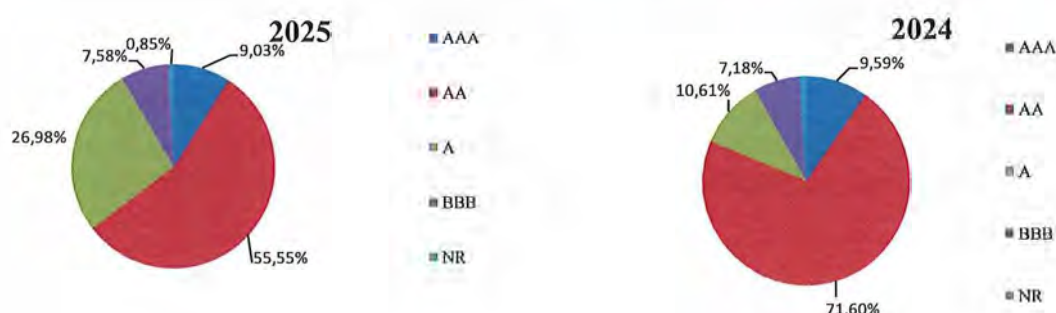 2025
0,85%
7,58%
9,03%
26,98%
55,55%
AAA
AA
A
BBB
NR
2024
7,18%
9,59%
10,61%
71,60%
AAA
AA
A
BBB
NR